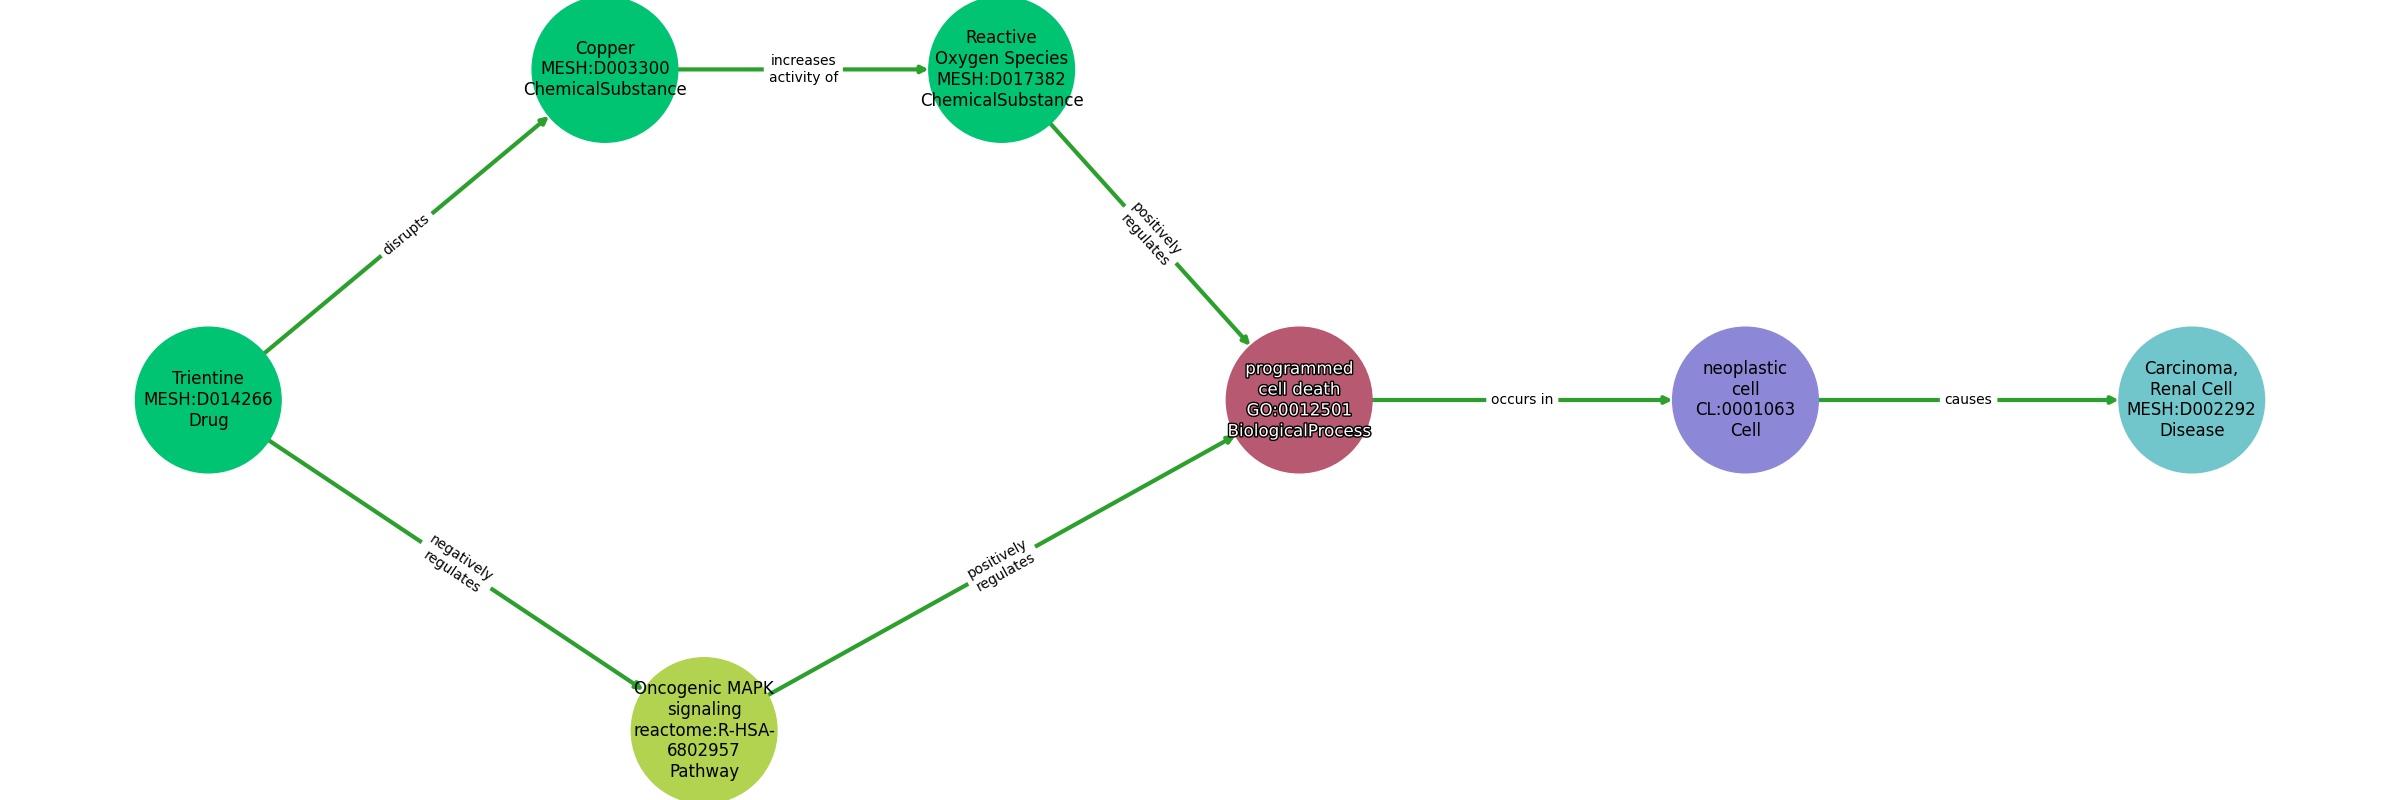 Copper
MESH:D003300
ChemicalSubstance
increases
activity of
Reactive
Oxygen Species
MESH:D017382
ChemicalSubstance
disrupts
positively
regulates
Trientine
MESH:D014266
Drug
programmed
cell death
GO:0012501
BiologicalProcess
occurs in
neoplastic
cell
CL:0001063
Cell
causes
Carcinoma,
Renal Cell
MESH:D002292
Disease
negatively
regulates
positively
regulates
Oncogenic MAPK
signaling
reactome:R-HSA-
6802957
Pathway